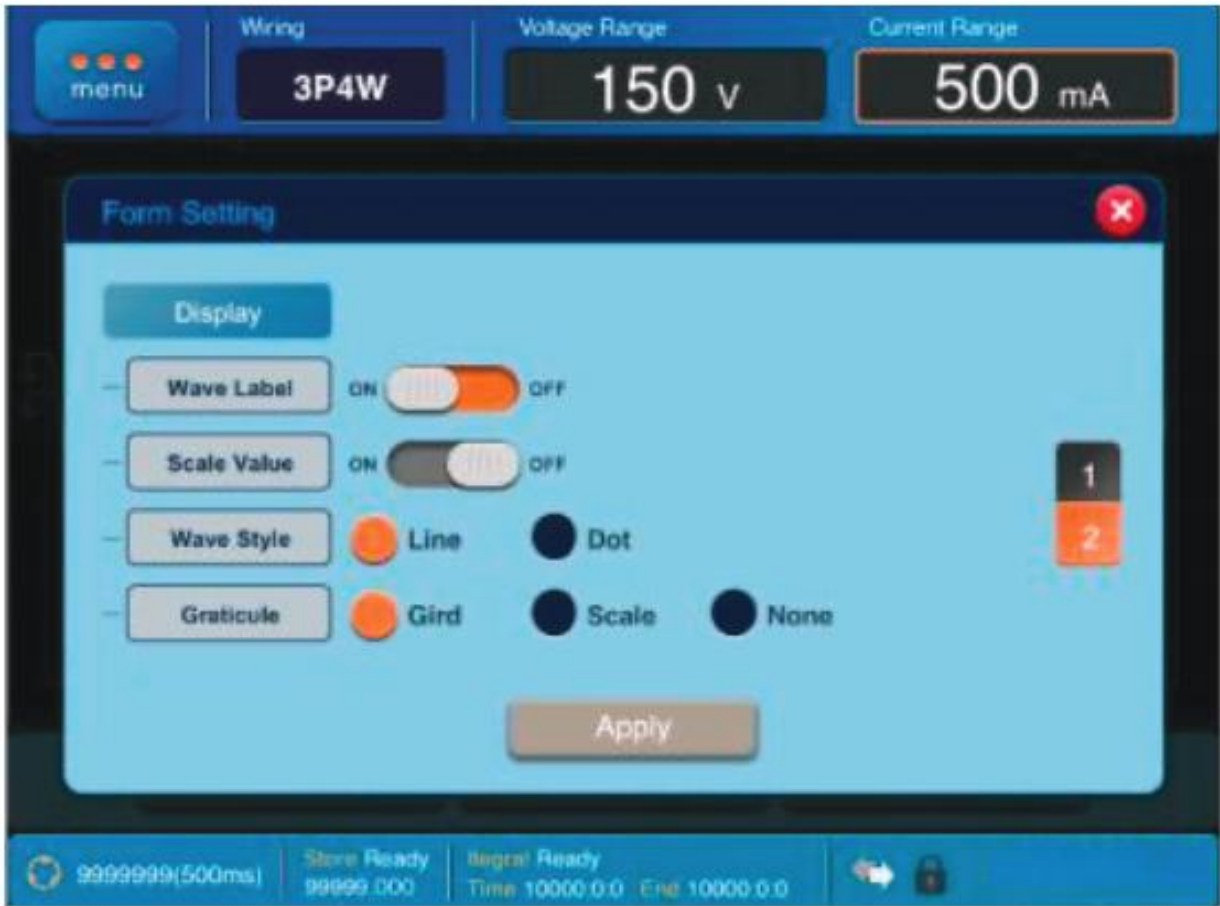 menu
Wiring
3P4W
Voltage Range
150 V
Current Range
500 mA
Form Setting
Display
Wave Label ON OFF
Scale Value ON OFF
Wave Style Line Dot
Graticule Gird Scale None
1
2
Apply
9999999(500ms)
Store Ready
99999.000
Itegral Ready
Time 10000:0:0 End 10000:0:0